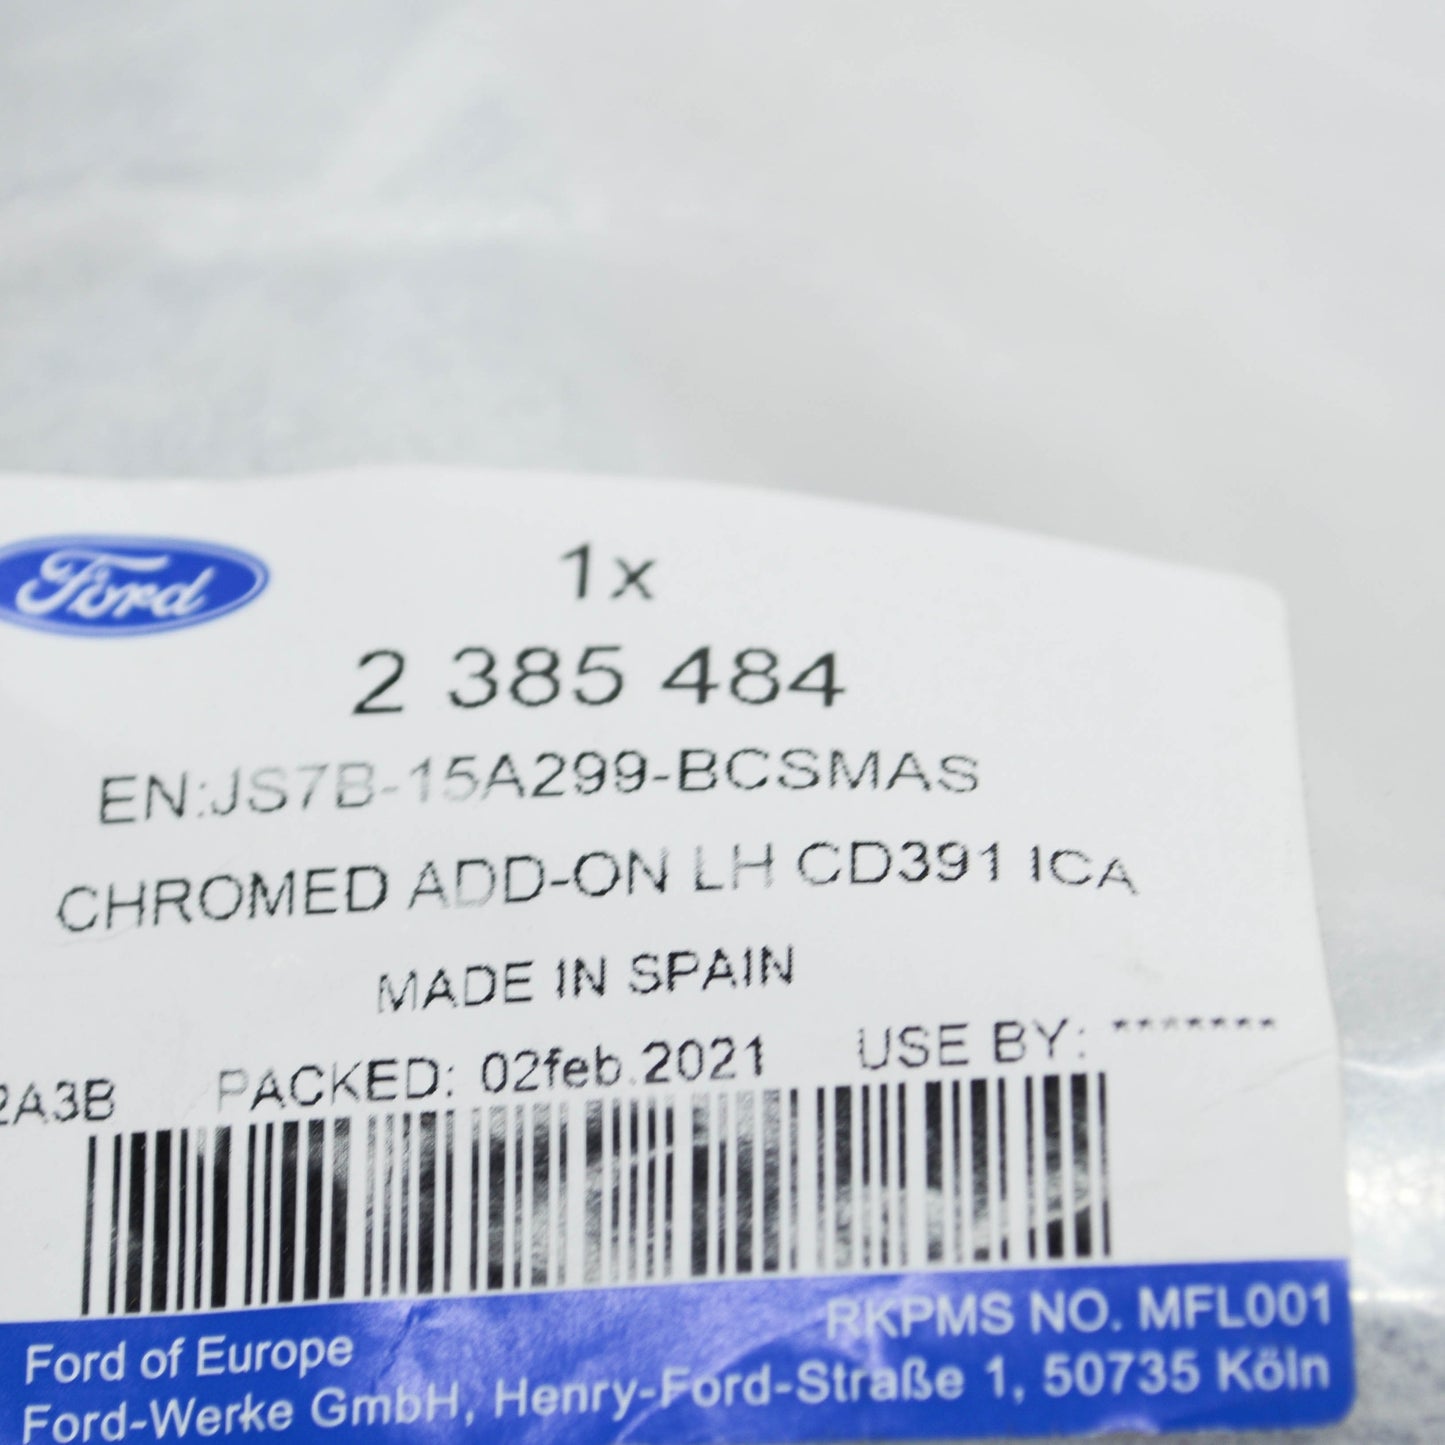 Ford
1x
2 385 484
EN:JS7B-15A299-BCSMAS
CHROMED ADD-ON LH CD391 ICA
MADE IN SPAIN
2A3B PACKED: 02feb.2021 USE BY: *******
RKPMS NO. MFL001
Ford of Europe
Ford-Werke GmbH, Henry-Ford-Straße 1, 50735 Köln